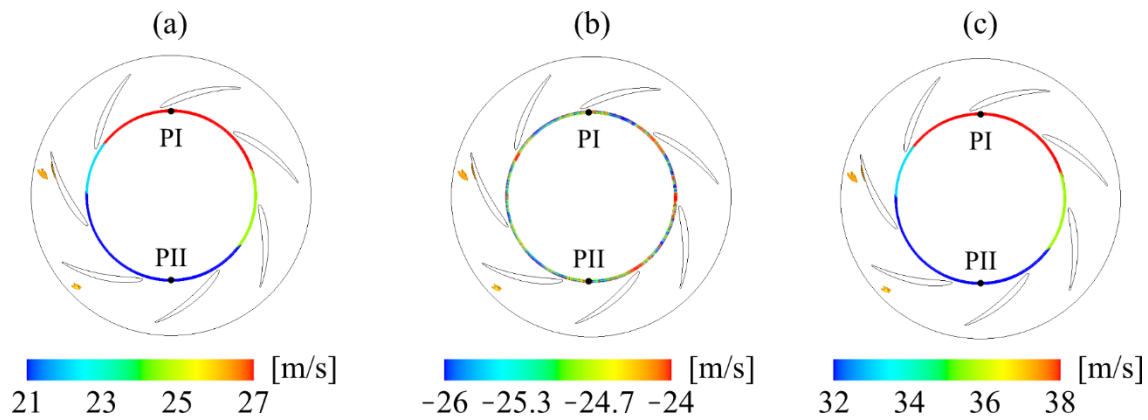 (a) (b) (c)
PI PI PI
PII PII PII
[m/s] [m/s] [m/s]
21 23 25 27 −26 −25.3 −24.7 −24 32 34 36 38